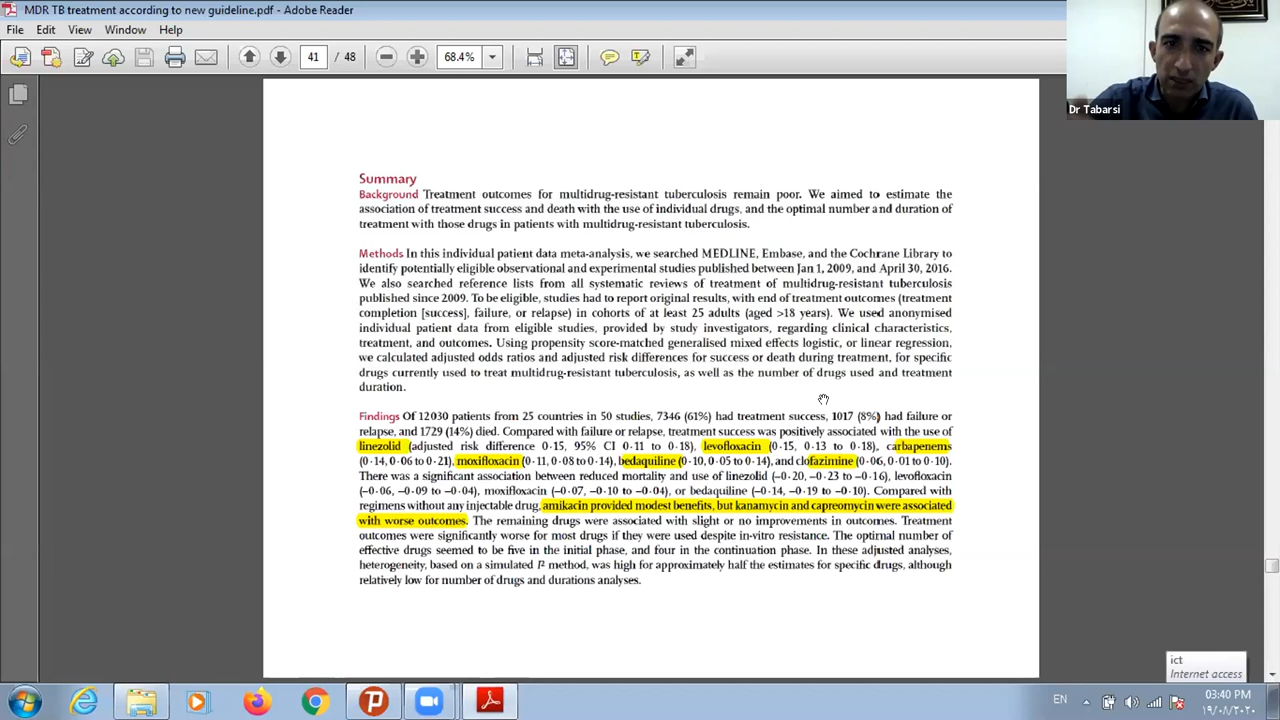 MDR TB treatment according to new guideline.pdf - Adobe Reader
File Edit View Window Help
41 / 48 68.4%
Dr Tabarsi
Summary
Background Treatment outcomes for multidrug-resistant tuberculosis remain poor. We aimed to estimate the
association of treatment success and death with the use of individual drugs, and the optimal number and duration of
treatment with those drugs in patients with multidrug-resistant tuberculosis.
Methods In this individual patient data meta-analysis, we searched MEDLINE, Embase, and the Cochrane Library to
identify potentially eligible observational and experimental studies published between Jan 1, 2009, and April 30, 2016.
We also searched reference lists from all systematic reviews of treatment of multidrug-resistant tuberculosis
published since 2009. To be eligible, studies had to report original results, with end of treatment outcomes (treatment
completion [success], failure, or relapse) in cohorts of at least 25 adults (aged >18 years). We used anonymised
individual patient data from eligible studies, provided by study investigators, regarding clinical characteristics,
treatment, and outcomes. Using propensity score-matched generalised mixed effects logistic, or linear regression,
we calculated adjusted odds ratios and adjusted risk differences for success or death during treatment, for specific
drugs currently used to treat multidrug-resistant tuberculosis, as well as the number of drugs used and treatment
duration.
Findings Of 12 030 patients from 25 countries in 50 studies, 7346 (61%) had treatment success, 1017 (8%) had failure or
relapse, and 1729 (14%) died. Compared with failure or relapse, treatment success was positively associated with the use of
linezolid (adjusted risk difference 0·15, 95% CI 0·11 to 0·18), levofloxacin (0·15, 0·13 to 0·18), carbapenems
(0·14, 0·06 to 0·21), moxifloxacin (0·11, 0·08 to 0·14), bedaquiline (0·10, 0·05 to 0·14), and clofazimine (0·06, 0·01 to 0·10).
There was a significant association between reduced mortality and use of linezolid (–0·20, –0·23 to –0·16), levofloxacin
(–0·06, –0·09 to –0·04), moxifloxacin (–0·07, –0·10 to –0·04), or bedaquiline (–0·14, –0·19 to –0·10). Compared with
regimens without any injectable drug, amikacin provided modest benefits, but kanamycin and capreomycin were associated
with worse outcomes. The remaining drugs were associated with slight or no improvements in outcomes. Treatment
outcomes were significantly worse for most drugs if they were used despite in-vitro resistance. The optimal number of
effective drugs seemed to be five in the initial phase, and four in the continuation phase. In these adjusted analyses,
heterogeneity, based on a simulated I² method, was high for approximately half the estimates for specific drugs, although
relatively low for number of drugs and durations analyses.
ict
Internet access
EN 03:40 PM
۱۹/۰۸/۲۰۲۰